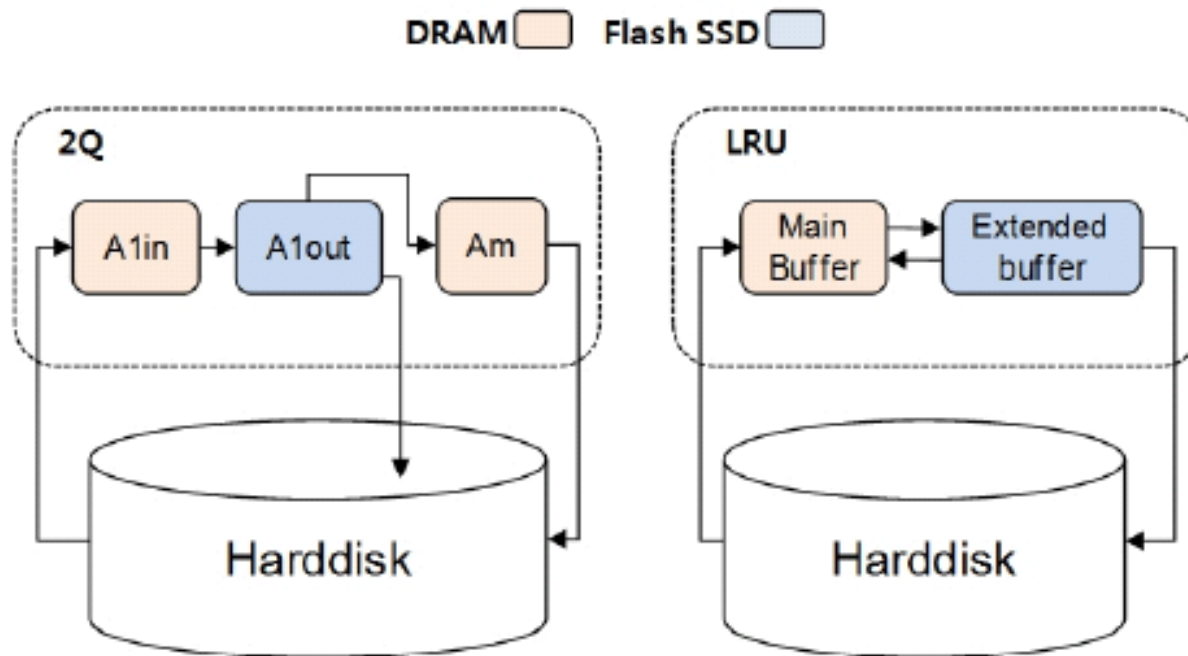 DRAM Flash SSD
2Q
A1in
A1out
Am
Harddisk
LRU
Main
Buffer
Extended
buffer
Harddisk